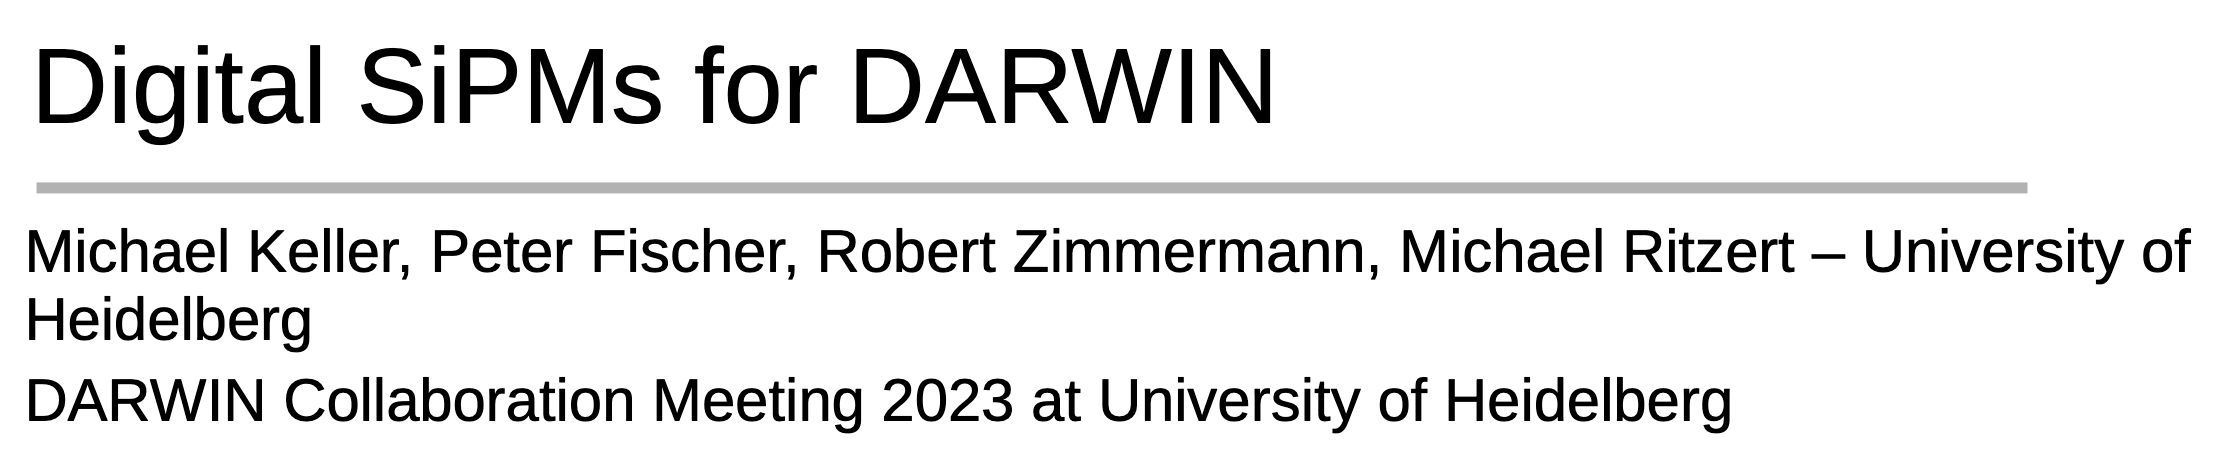 Digital SiPMs for DARWIN
Michael Keller, Peter Fischer, Robert Zimmermann, Michael Ritzert – University of
Heidelberg
DARWIN Collaboration Meeting 2023 at University of Heidelberg